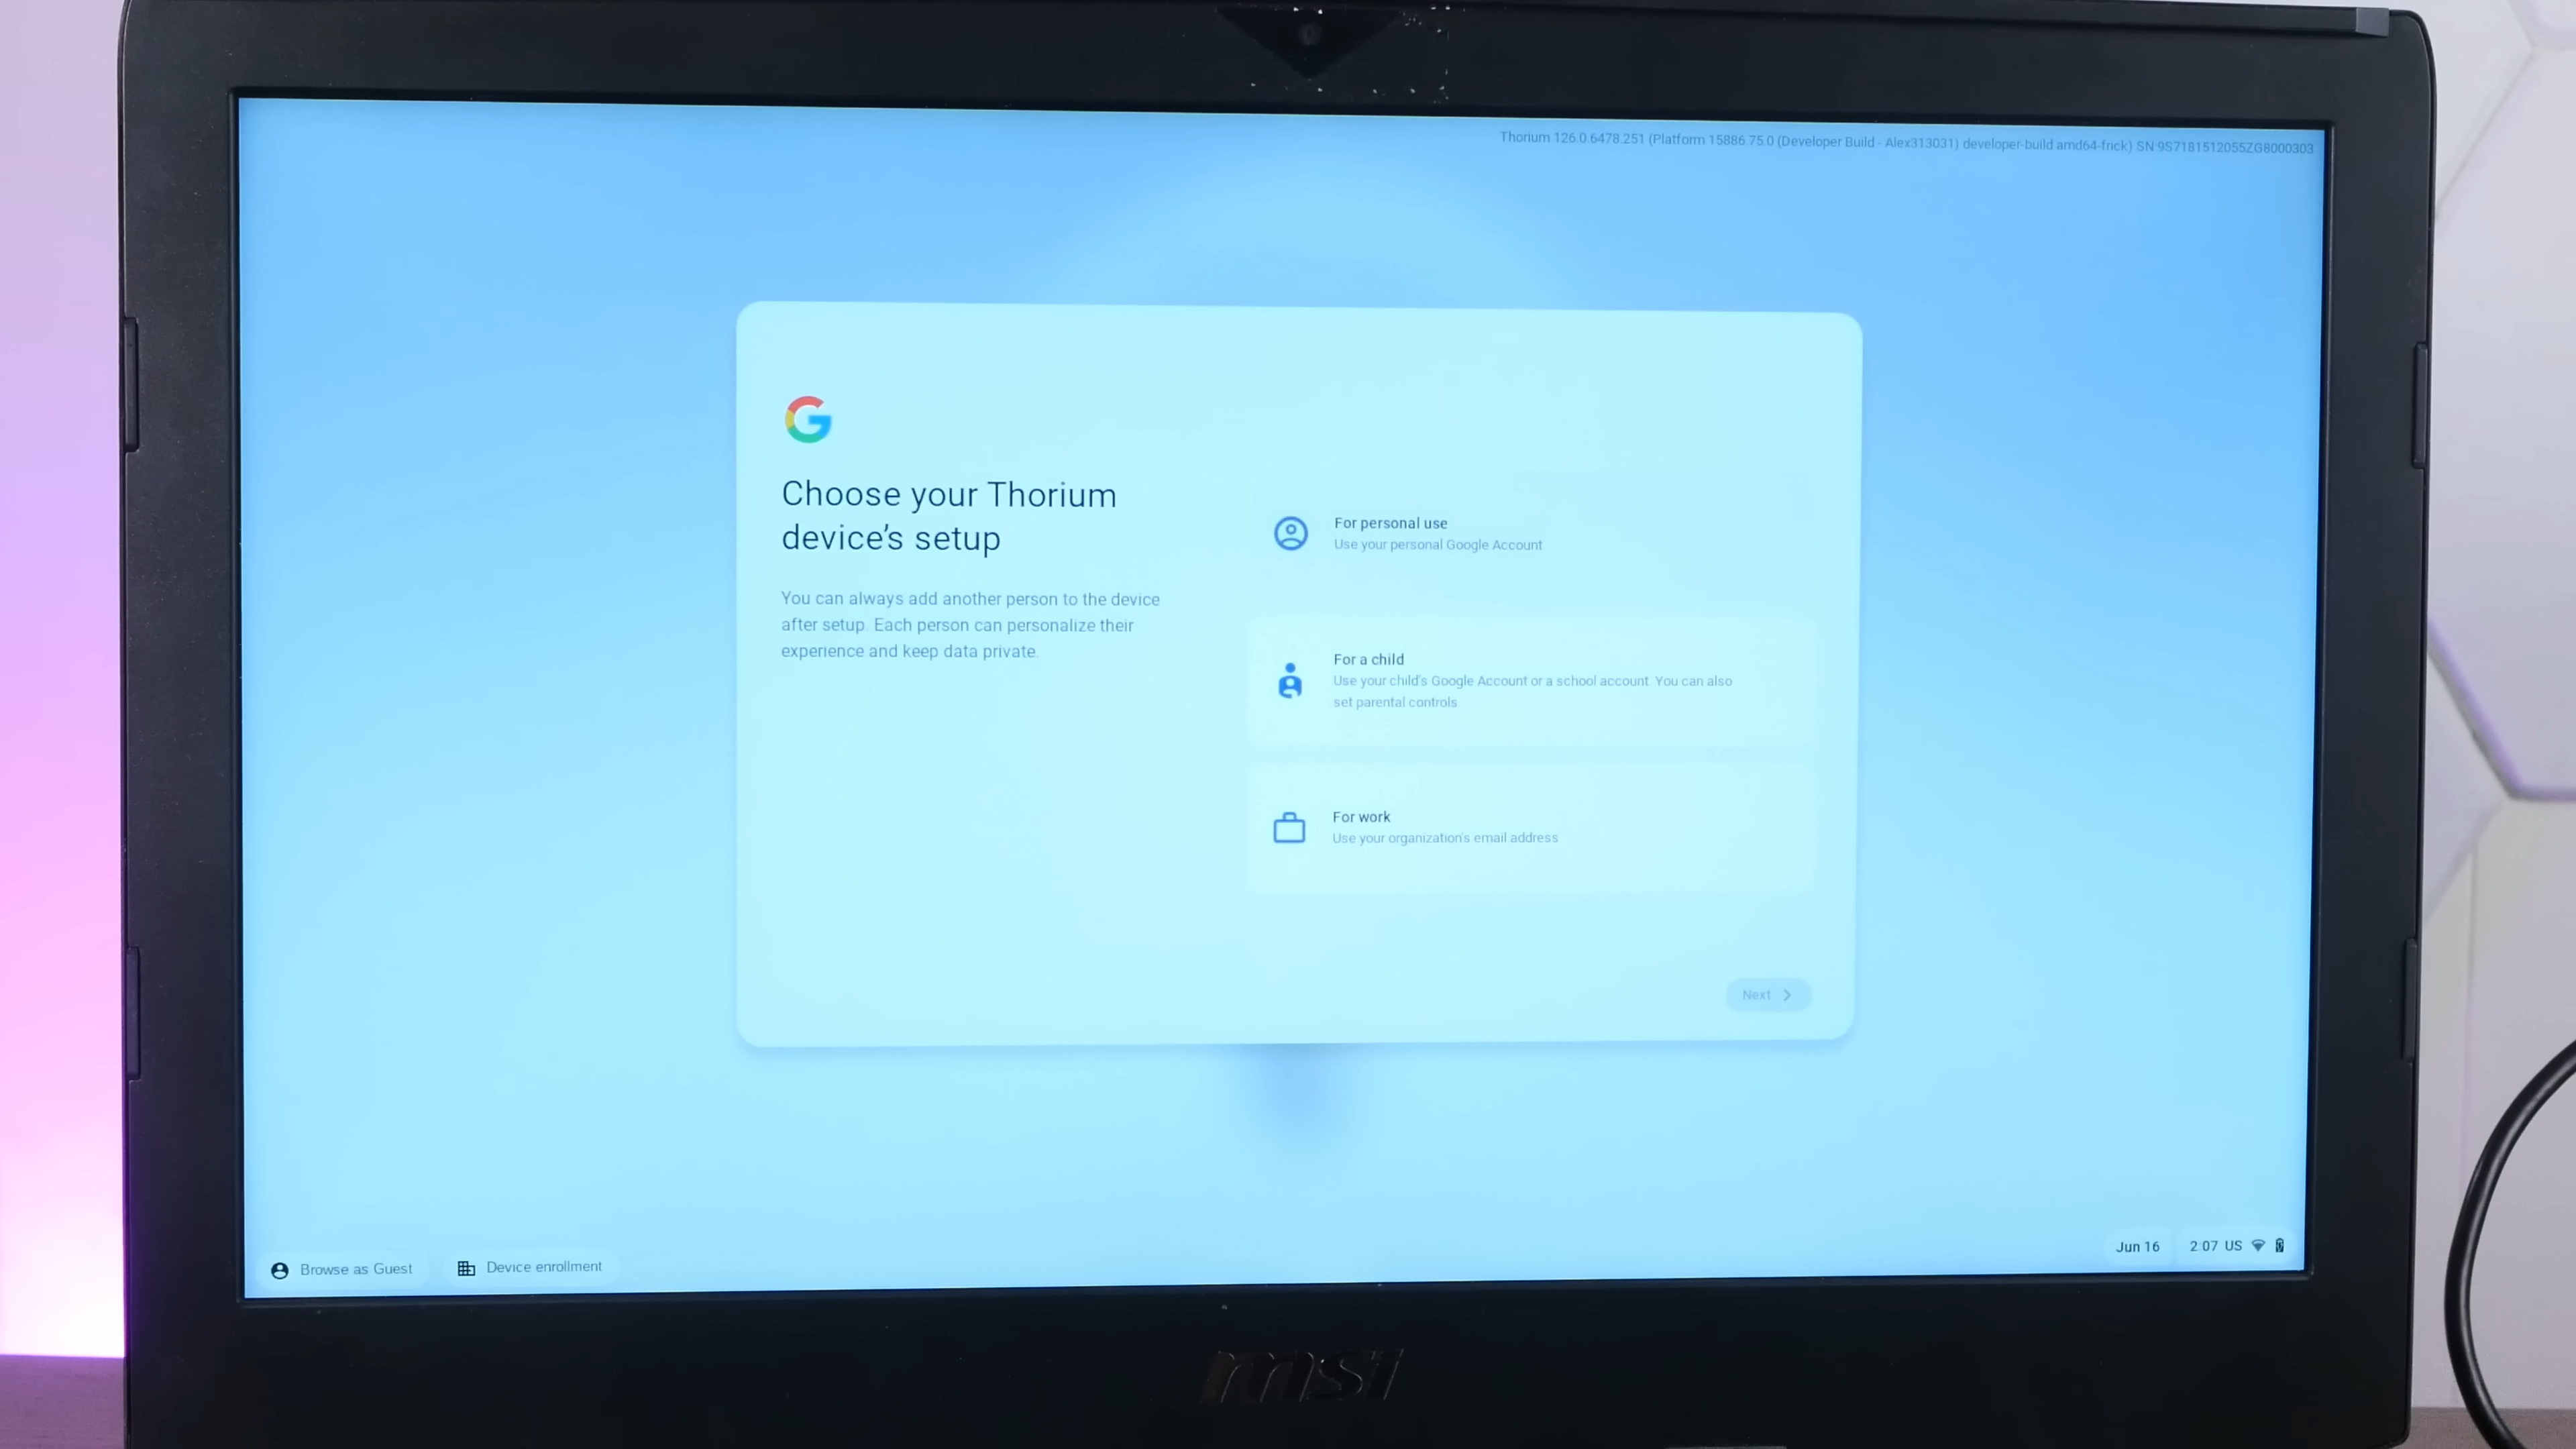 Thorium 126.0.6478.251 (Platform 15886.75.0 (Developer Build - Alex313031) developer-build amd64-frick) SN:9S7181512055ZG8000303
Choose your Thorium
device’s setup
You can always add another person to the device
after setup. Each person can personalize their
experience and keep data private.
For personal use
Use your personal Google Account
For a child
Use your child's Google Account or a school account. You can also
set parental controls
For work
Use your organization's email address
Next
Browse as Guest
Device enrollment
Jun 16
2:07 US
msi